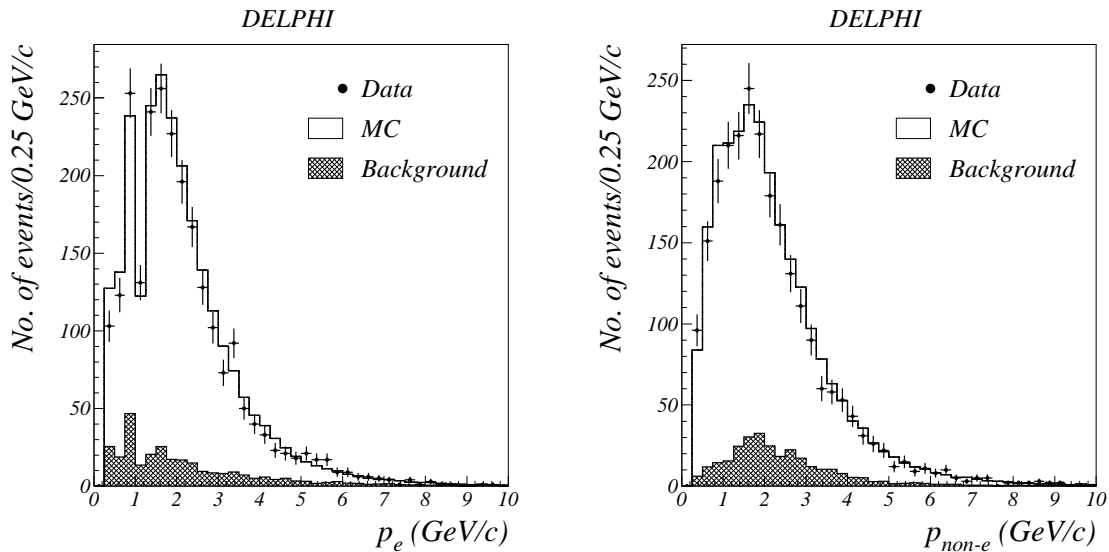 DELPHI
No. of events/0.25 GeV/c
250
200
150
100
50
0
Data
MC
Background
0 1 2 3 4 5 6 7 8 9 10
p_e (GeV/c)
DELPHI
No. of events/0.25 GeV/c
250
200
150
100
50
0
Data
MC
Background
0 1 2 3 4 5 6 7 8 9 10
p_non-e (GeV/c)